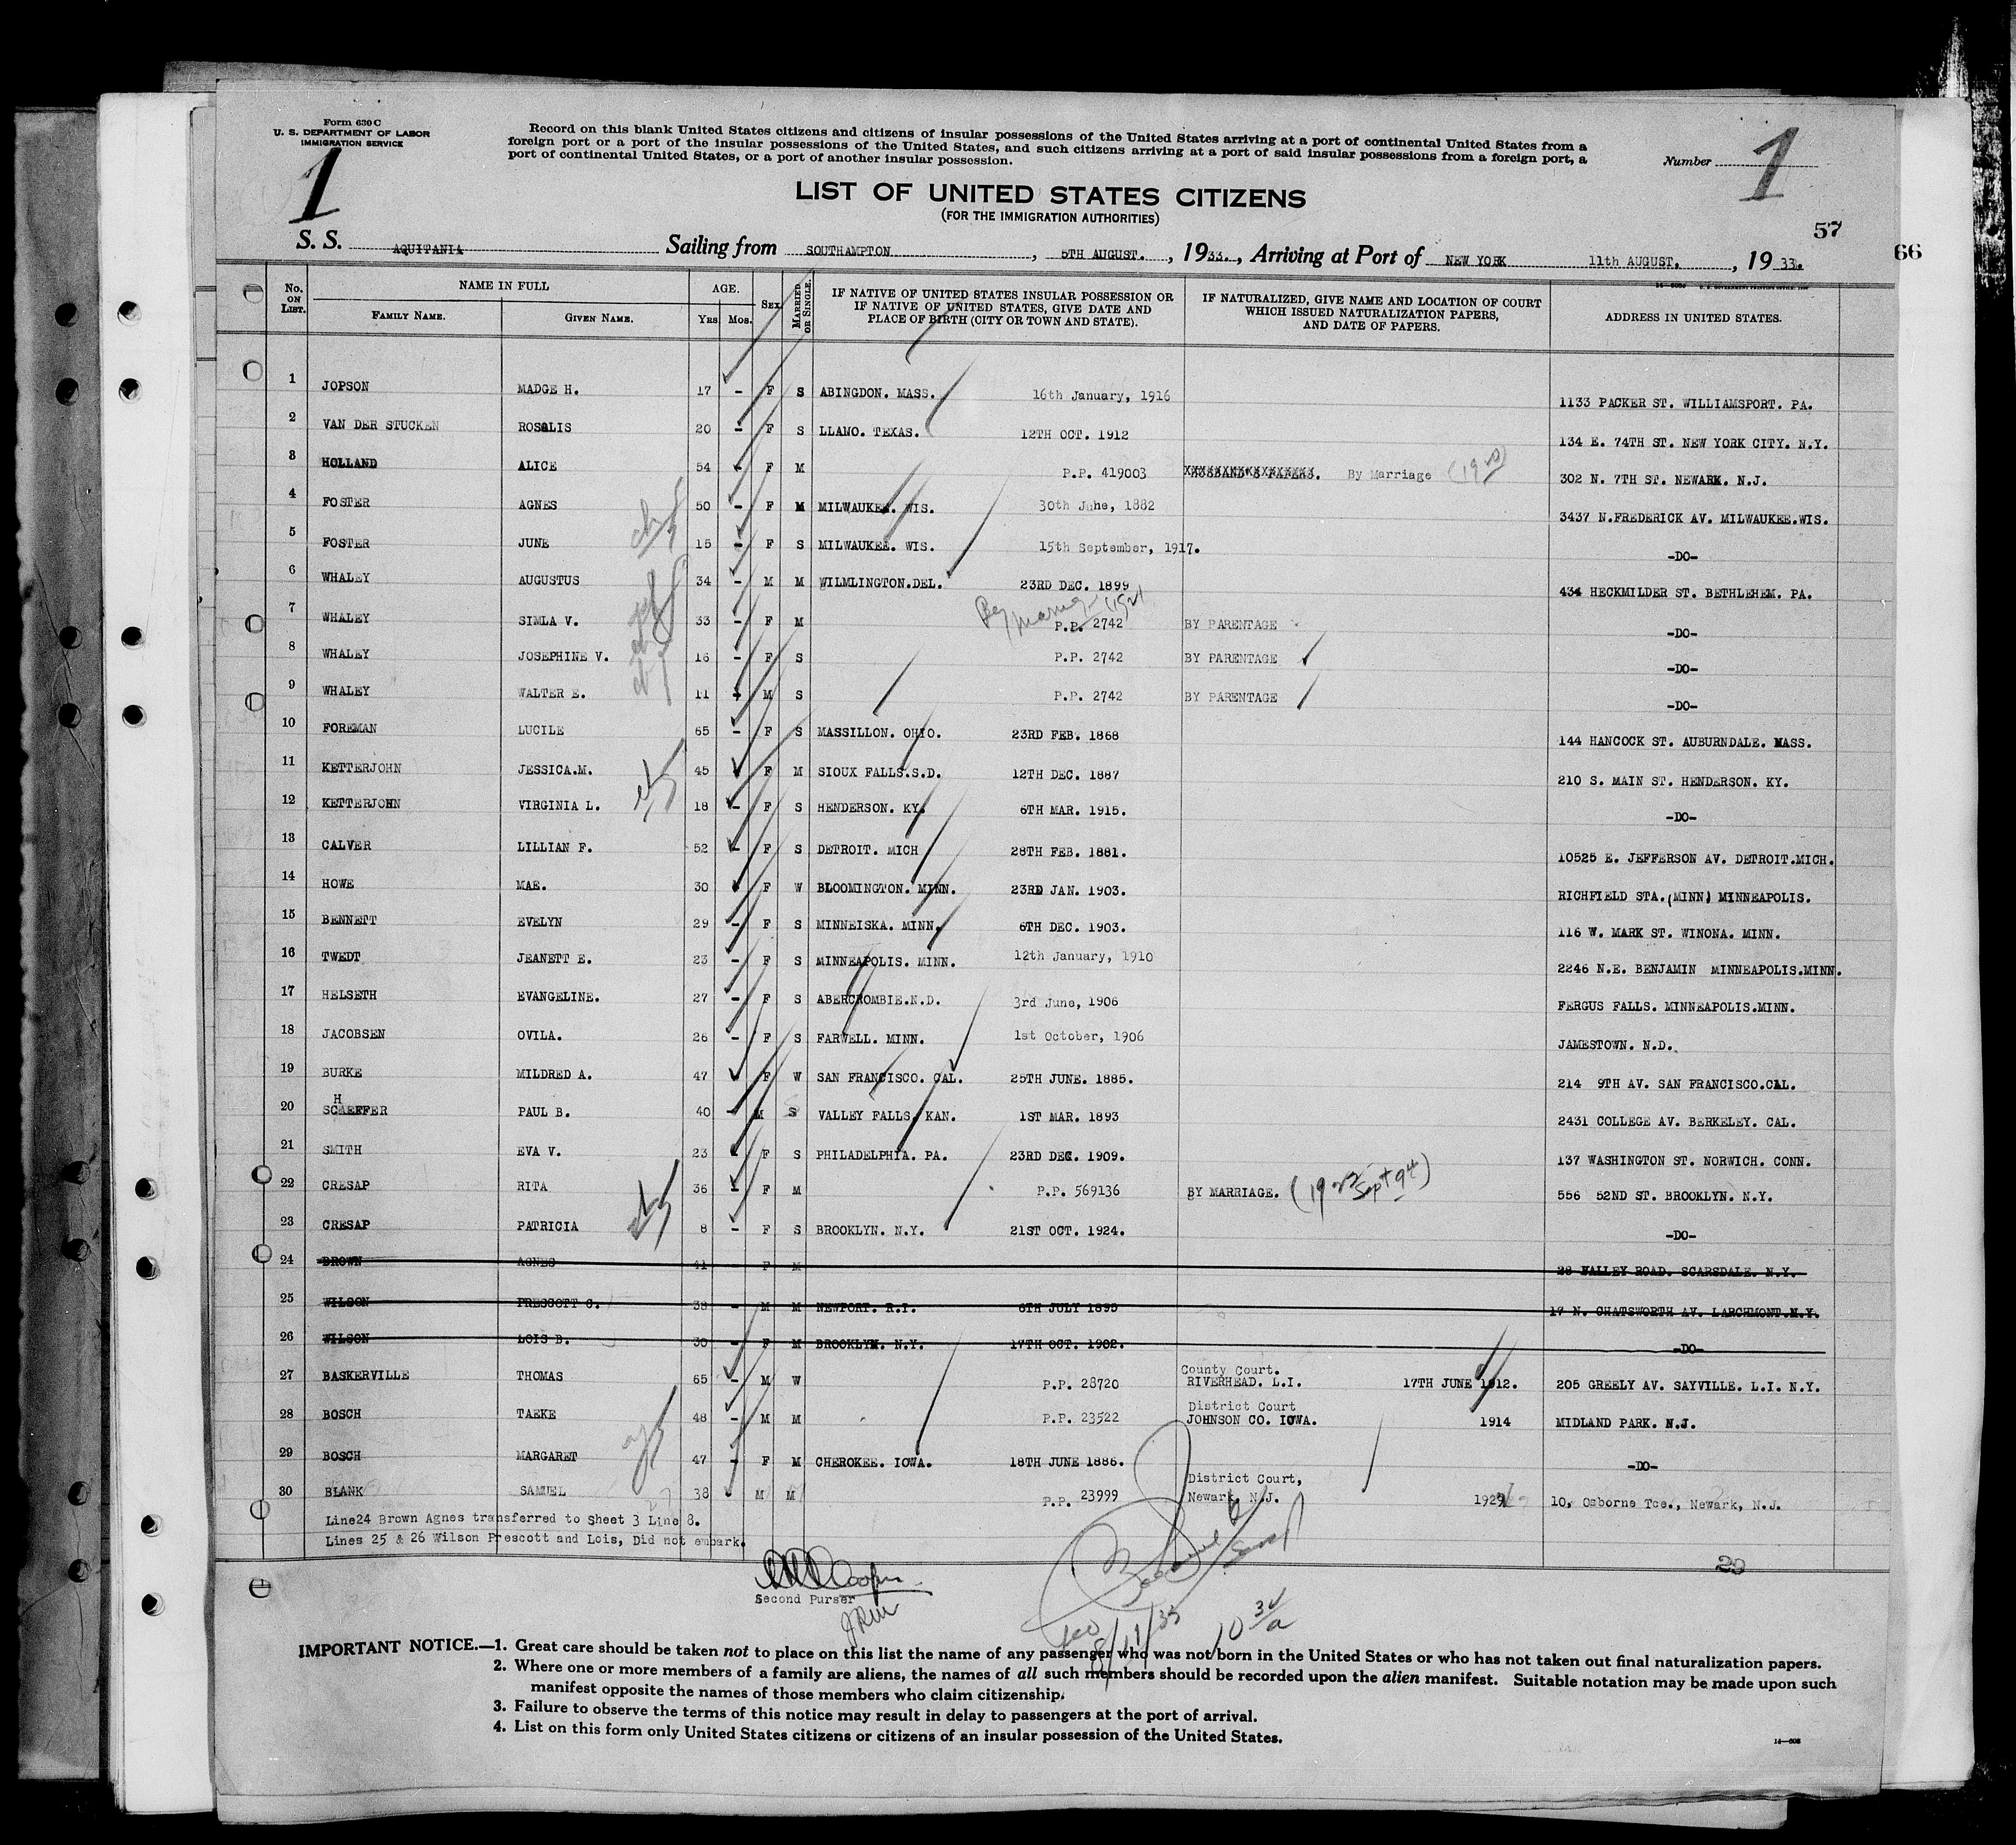 Form 630 C
U. S. DEPARTMENT OF LABOR
IMMIGRATION SERVICE
1
Record on this blank United States citizens and citizens of insular possessions of the United States arriving at a port of continental United States from a
foreign port or a port of the insular possessions of the United States, and such citizens arriving at a port of said insular possessions from a foreign port, a
port of continental United States, or a port of another insular possession.
Number 1
LIST OF UNITED STATES CITIZENS
(FOR THE IMMIGRATION AUTHORITIES)
57
66
S. S. AQUITANIA Sailing from SOUTHAMPTON, 5TH AUGUST., 1933., Arriving at Port of NEW YORK 11th AUGUST., 1933.
No. ON LIST. NAME IN FULL FAMILY NAME. GIVEN NAME. AGE. Yrs. Mos. SEX MARRIED OR SINGLE. IF NATIVE OF UNITED STATES INSULAR POSSESSION OR IF NATIVE OF UNITED STATES, GIVE DATE AND PLACE OF BIRTH (CITY OR TOWN AND STATE). IF NATURALIZED, GIVE NAME AND LOCATION OF COURT WHICH ISSUED NATURALIZATION PAPERS, AND DATE OF PAPERS. ADDRESS IN UNITED STATES.
1 JOPSON MADGE H. 17 - F S ABINGDON. MASS. 16th January, 1916 1133 PACKER ST. WILLIAMSPORT. PA.
2 VAN DER STUCKEN ROSALIS 20 - F S LLANO. TEXAS. 12TH OCT. 1912 134 E. 74TH ST. NEW YORK CITY. N.Y.
3 HOLLAND ALICE 54 - F M P.P. 419003 HUSBAND'S PAPERS. By Marriage 302 N. 7TH ST. NEWARK. N.J.
4 FOSTER AGNES 50 - F M MILWAUKEE. WIS. 30th June, 1882 3437 N.FREDERICK AV. MILWAUKEE.WIS.
5 FOSTER JUNE 15 - F S MILWAUKEE. WIS. 15th September, 1917. -DO-
6 WHALEY AUGUSTUS 34 - M M WILMLINGTON.DEL. 23RD DEC. 1899 434 HECKMILDER ST. BETHLEHEM. PA.
7 WHALEY SIMLA V. 33 - F M By marriage P.P. 2742 BY PARENTAGE -DO-
8 WHALEY JOSEPHINE V. 16 - F S P.P. 2742 BY PARENTAGE -DO-
9 WHALEY WALTER E. 11 - M S P.P. 2742 BY PARENTAGE -DO-
10 FOREMAN LUCILE 65 - F S MASSILLON. OHIO. 23RD FEB. 1868 144 HANCOCK ST. AUBURNDALE. MASS.
11 KETTERJOHN JESSICA.M. 45 - F M SIOUX FALLS.S.D. 12TH DEC. 1887 210 S. MAIN ST. HENDERSON. KY.
12 KETTERJOHN VIRGINIA L. 18 - F S HENDERSON. KY. 6TH MAR. 1915. -DO-
13 CALVER LILLIAN F. 52 - F S DETROIT. MICH 28TH FEB. 1881. 10525 E. JEFFERSON AV. DETROIT.MICH.
14 HOWE MAE. 30 - F W BLOOMINGTON. MINN. 23RD JAN. 1903. RICHFIELD STA.(MINN) MINNEAPOLIS.
15 BENNETT EVELYN 29 - F S MINNEISKA. MINN. 6TH DEC. 1903. 116 W. MARK ST. WINONA. MINN.
16 TWEDT JEANETT E. 23 - F S MINNEAPOLIS. MINN. 12th January, 1910 2246 N.E. BENJAMIN MINNEAPOLIS.MINN.
17 HELSETH EVANGELINE. 27 - F S ABERCROMBIE.N.D. 3rd June, 1906 FERGUS FALLS. MINNEAPOLIS.MINN.
18 JACOBSEN OVILA. 26 - F S FARWELL. MINN. 1st October, 1906 JAMESTOWN. N.D.
19 BURKE MILDRED A. 47 - F W SAN FRANCISCO. CAL. 25TH JUNE. 1885. 214 9TH AV. SAN FRANCISCO.CAL.
20 SCHAEFFER PAUL B. 40 - M S VALLEY FALLS. KAN. 1ST MAR. 1893 2431 COLLEGE AV. BERKELEY. CAL.
21 SMITH EVA V. 23 - F S PHILADELPHIA. PA. 23RD DEC. 1909. 137 WASHINGTON ST. NORWICH. CONN.
22 CRESAP RITA 36 - F M P.P. 569136 BY MARRIAGE. (1923 Sept 9th) 556 52ND ST. BROOKLYN. N.Y.
23 CRESAP PATRICIA 8 - F S BROOKLYN. N.Y. 21ST OCT. 1924. -DO-
24 BROWN AGNES 41 - F M 28 FALLEY ROAD. SCARSDALE. N.Y.
25 WILSON PRESCOTT C. 38 - M M NEWPORT. R.I. 6TH JULY 1895 17 N. CHATSWORTH AV. LARCHMONT.N.Y.
26 WILSON LOIS B. 30 - F M BROOKLYN. N.Y. 17TH OCT. 1902. -DO-
27 BASKERVILLE THOMAS 65 - M W P.P. 28720 County Court. RIVERHEAD. L.I. 17TH JUNE 1912. 205 GREELY AV. SAYVILLE. L.I. N.Y.
28 BOSCH TAEKE 48 - M M P.P. 23522 District Court JOHNSON CO. IOWA. 1914 MIDLAND PARK. N.J.
29 BOSCH MARGARET 47 - F M CHEROKEE. IOWA. 18TH JUNE 1886. -DO-
30 BLANK SAMUEL 38 M M P.P. 23999 District Court, Newark, N.J. 1929 10, Osborne Tce., Newark, N.J.
Line24 Brown Agnes transferred to Sheet 3 Line 8.
Lines 25 & 26 Wilson Prescott and Lois, Did not embark.
29
Cooper
Second Purser
8/11/33 10 30/a
IMPORTANT NOTICE.—1. Great care should be taken not to place on this list the name of any passenger who was not born in the United States or who has not taken out final naturalization papers.
2. Where one or more members of a family are aliens, the names of all such members should be recorded upon the alien manifest. Suitable notation may be made upon such
manifest opposite the names of those members who claim citizenship.
3. Failure to observe the terms of this notice may result in delay to passengers at the port of arrival.
4. List on this form only United States citizens or citizens of an insular possession of the United States.